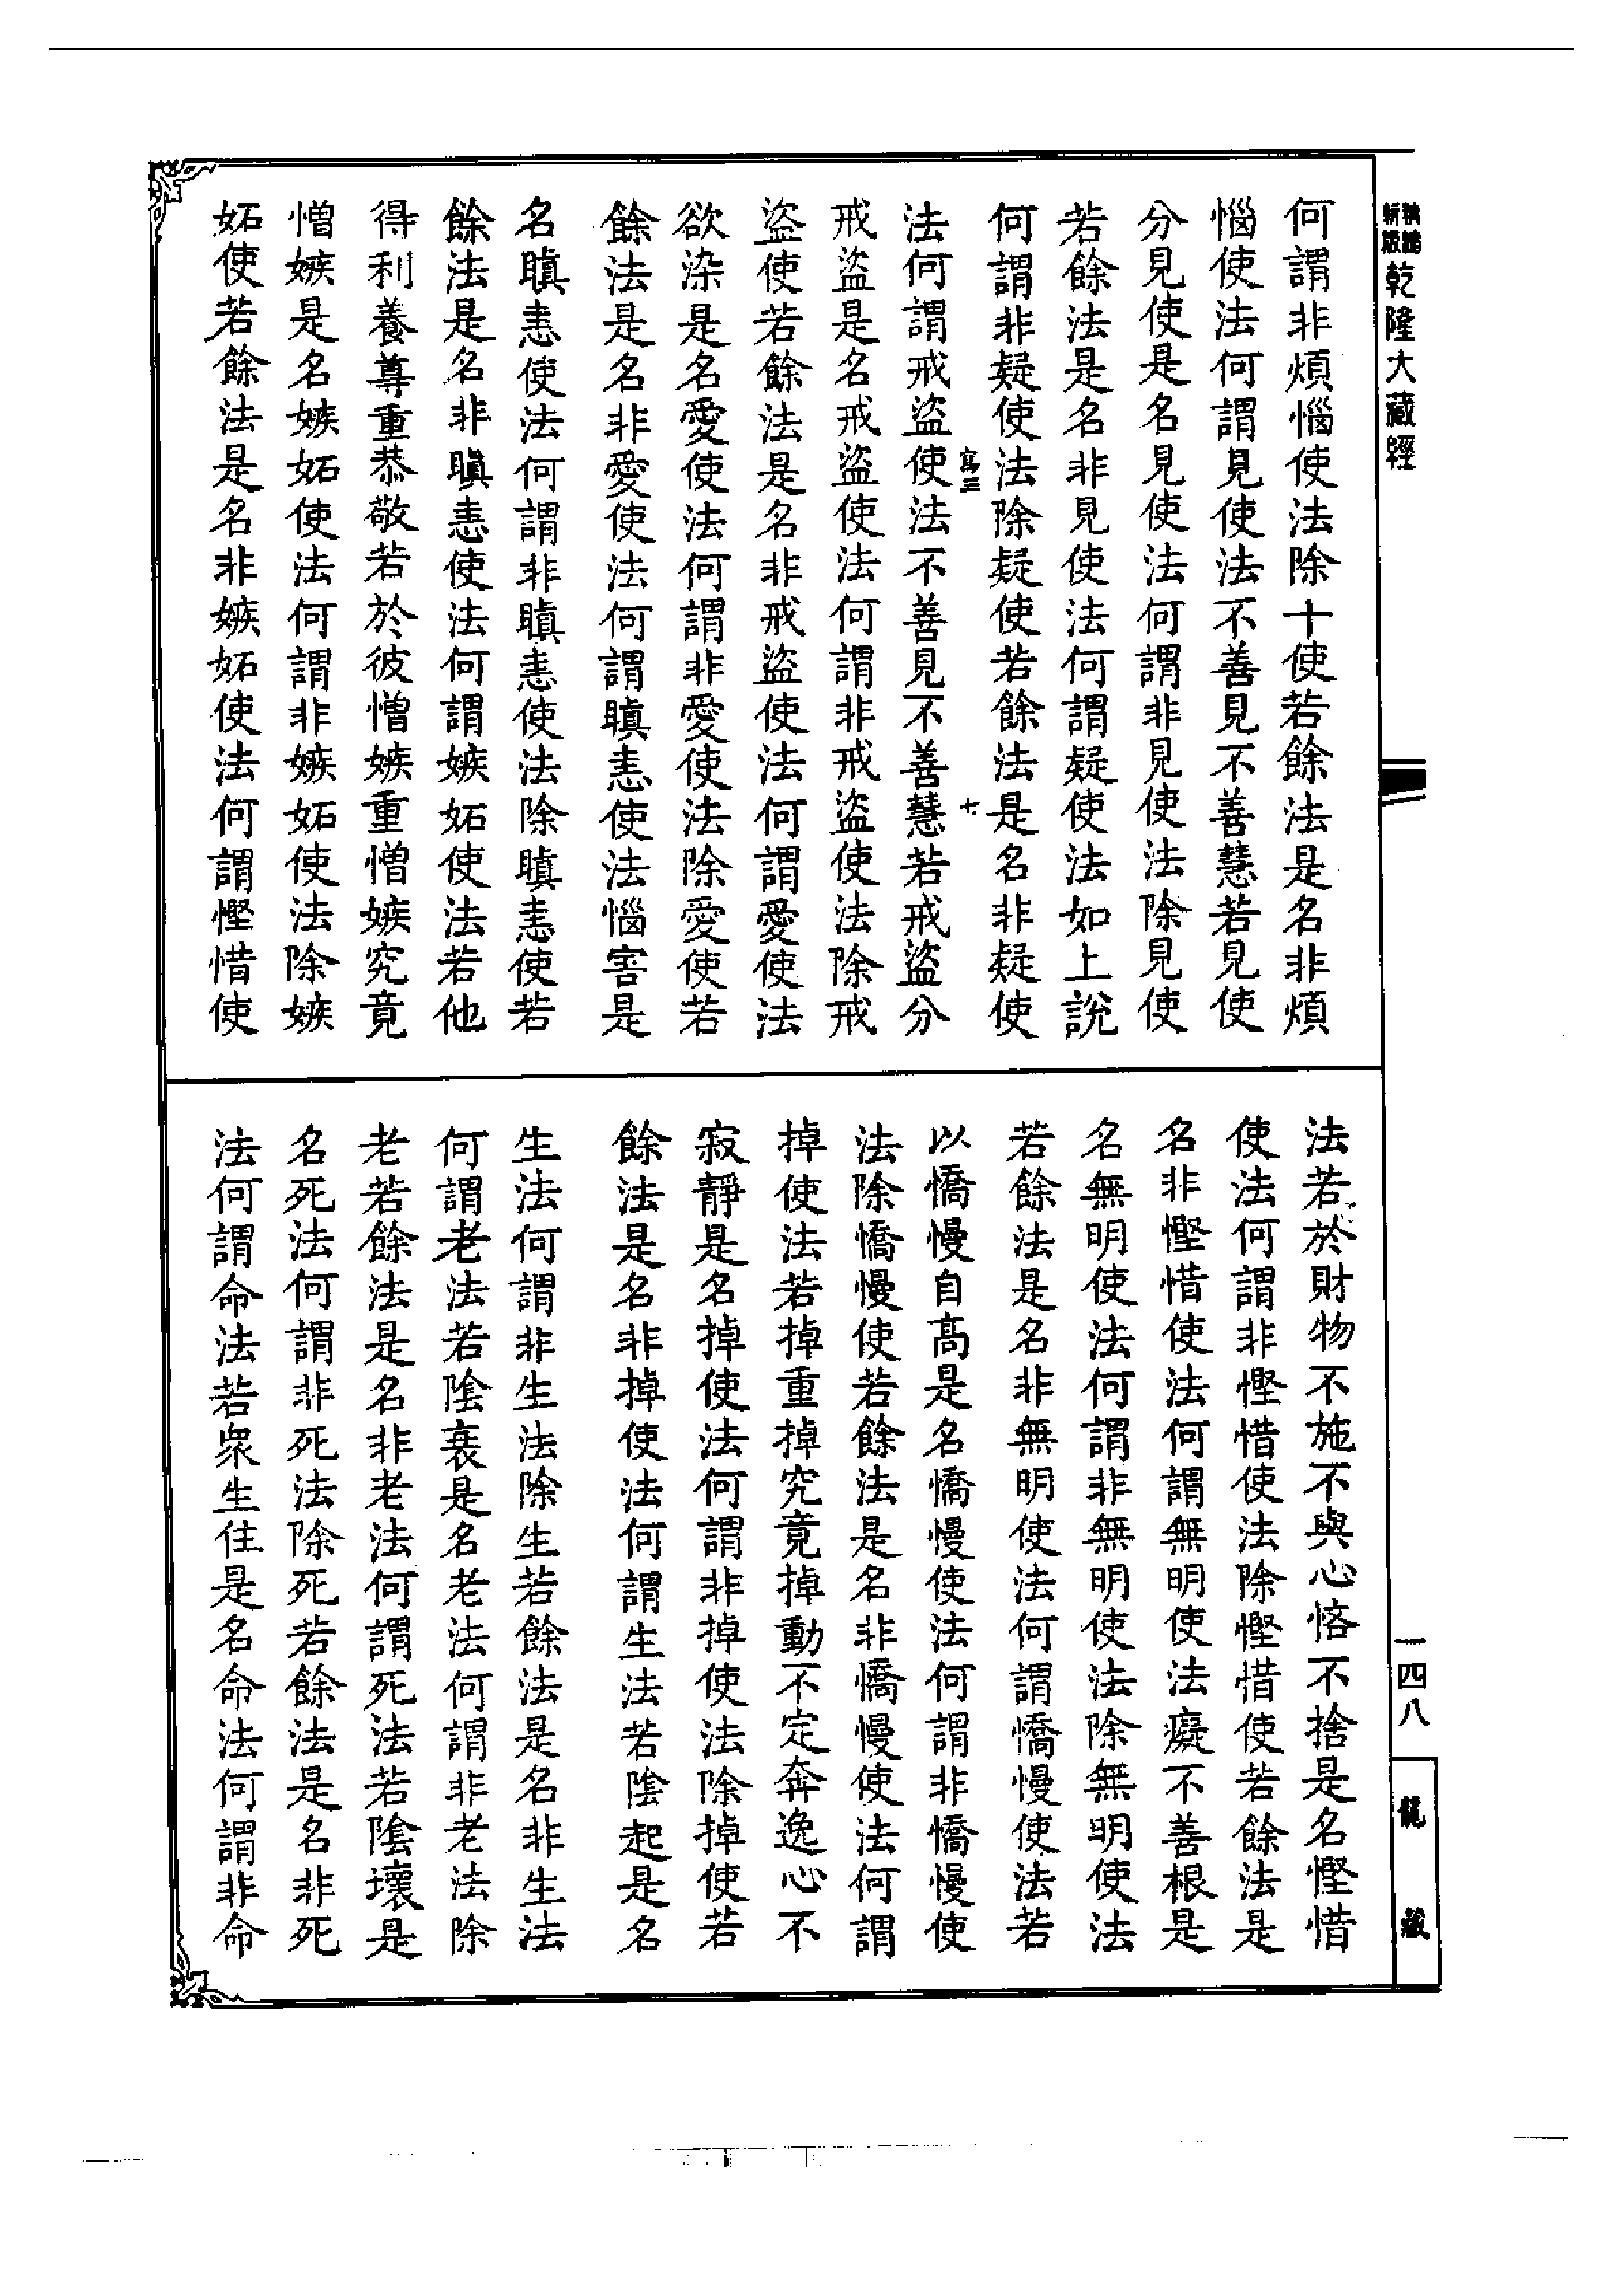 乾隆大藏經
何謂非煩惱使法除十使若餘法是名非煩
惱使法何謂見使法不善見不善慧若見使
分見使是名見使法何謂非見使法除見使
若餘法是名非見使法何謂疑使法如上說
何謂非疑使法除疑使若餘法是名非疑使
法何謂戒盜使法不善見不善慧若戒盜分
戒盜是名戒盜使法何謂非戒盜使法除戒
盜使若餘法是名非戒盜使法何謂愛使法
欲染是名愛使法何謂非愛使法除愛使若
餘法是名非愛使法何謂瞋恚使法惱害是
名瞋恚使法何謂非瞋恚使法除瞋恚使若
餘法是名非瞋恚使法何謂嫉妬使法若他
得利養尊重恭敬若於彼憎嫉重憎嫉究竟
憎嫉是名嫉妬使法何謂非嫉妬使法除嫉
妬使若餘法是名非嫉妬使法何謂慳惜使
法若於財物不施不與心悋不捨是名慳惜
使法何謂非慳惜使法除慳惜使若餘法是
名非慳惜使法何謂無明使法癡不善根是
名無明使法何謂非無明使法除無明使法
若餘法是名非無明使法何謂憍慢使法若
以憍慢自高是名憍慢使法何謂非憍慢使
法除憍慢使若餘法是名非憍慢使法何謂
掉使法若掉重掉究竟掉動不定奔逸心不
寂靜是名掉使法何謂非掉使法除掉使若
餘法是名非掉使法何謂生法若陰起是名
生法何謂非生法除生若餘法是名非生法
何謂老法若陰衰是名老法何謂非老法除
老若餘法是名非老法何謂死法若陰壞是
名死法何謂非死法除死若餘法是名非死
法何謂命法若衆生住是名命法何謂非命
寫三
七
一四八
龍藏